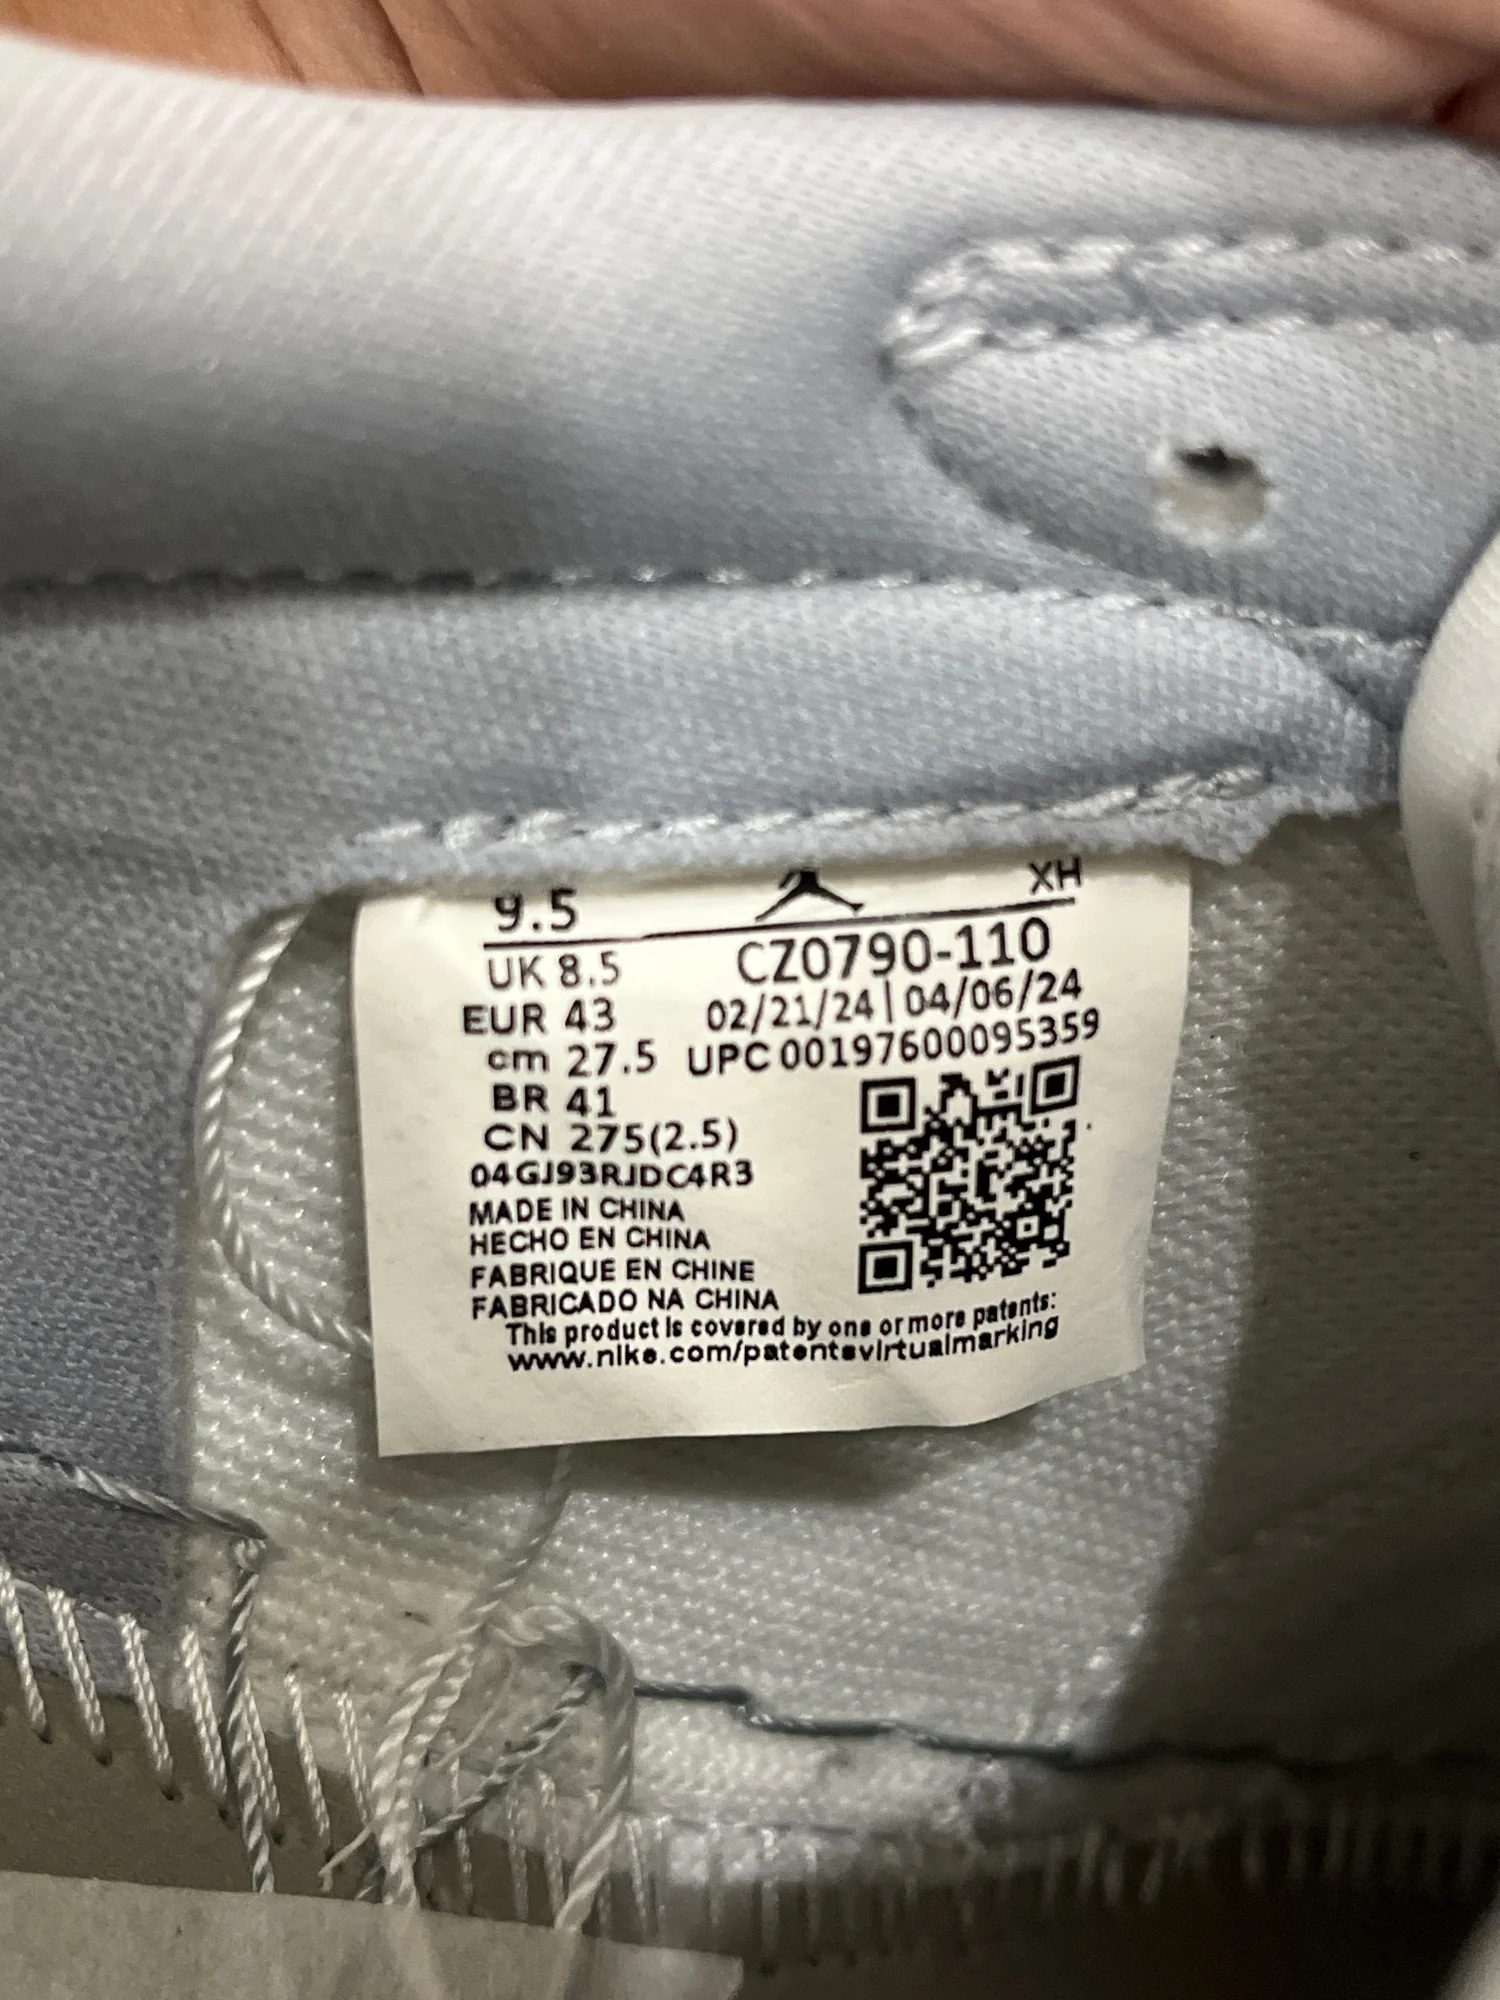 9.5 XH
UK 8.5 CZ0790-110
EUR 43 02/21/24|04/06/24
cm 27.5 UPC 00197600095359
BR 41
CN 275(2.5)
04GJ93RJDC4R3
MADE IN CHINA
HECHO EN CHINA
FABRIQUE EN CHINE
FABRICADO NA CHINA
This product is covered by one or more patents:
www.nike.com/patentsvirtualmarking